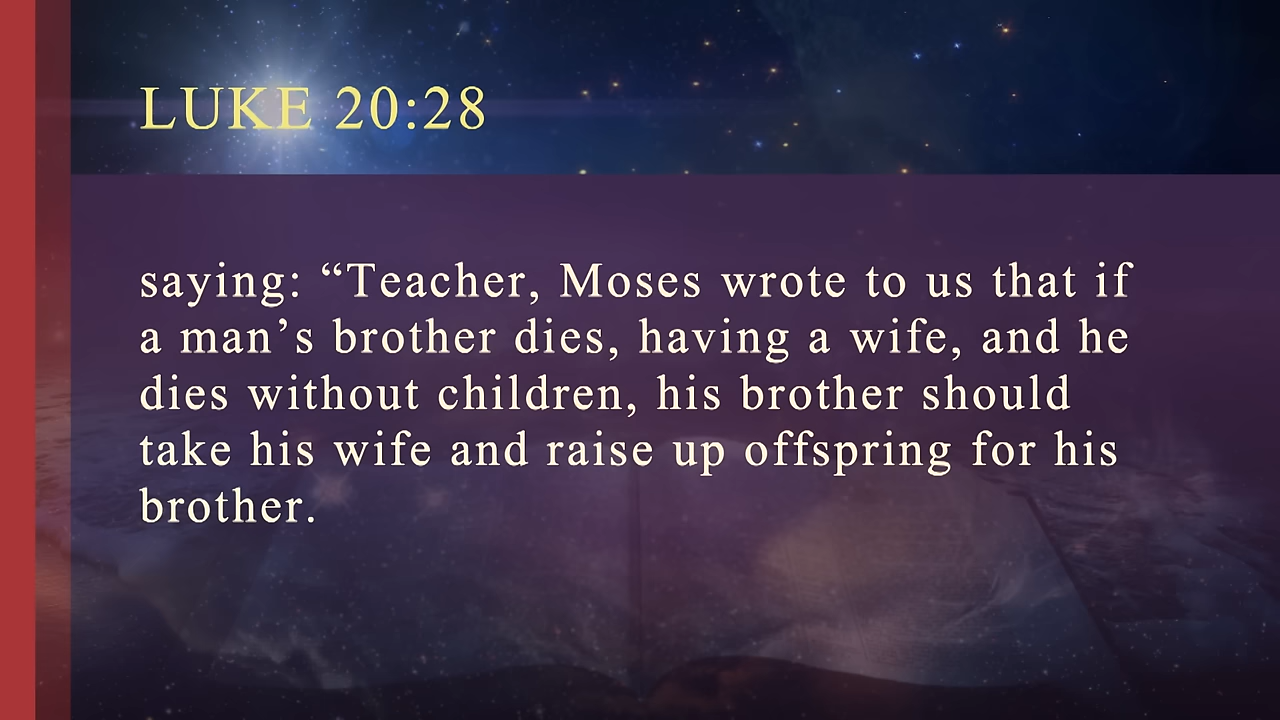 LUKE 20:28
saying: “Teacher, Moses wrote to us that if
a man’s brother dies, having a wife, and he
dies without children, his brother should
take his wife and raise up offspring for his
brother.